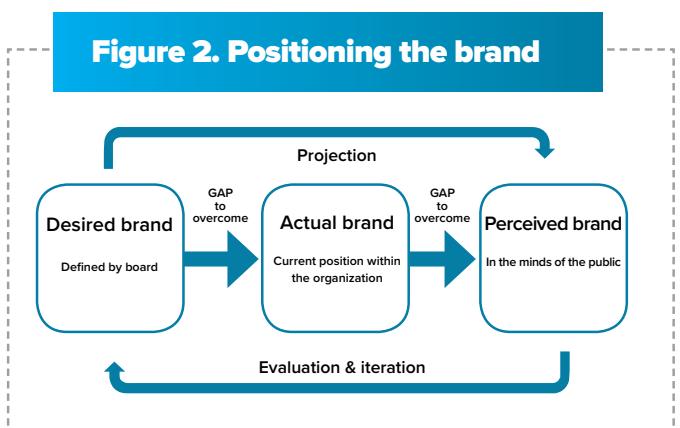 Figure 2. Positioning the brand
Projection
GAP
to
overcome
GAP
to
overcome
Desired brand
Defined by board
Actual brand
Current position within
the organization
Perceived brand
In the minds of the public
Evaluation & iteration